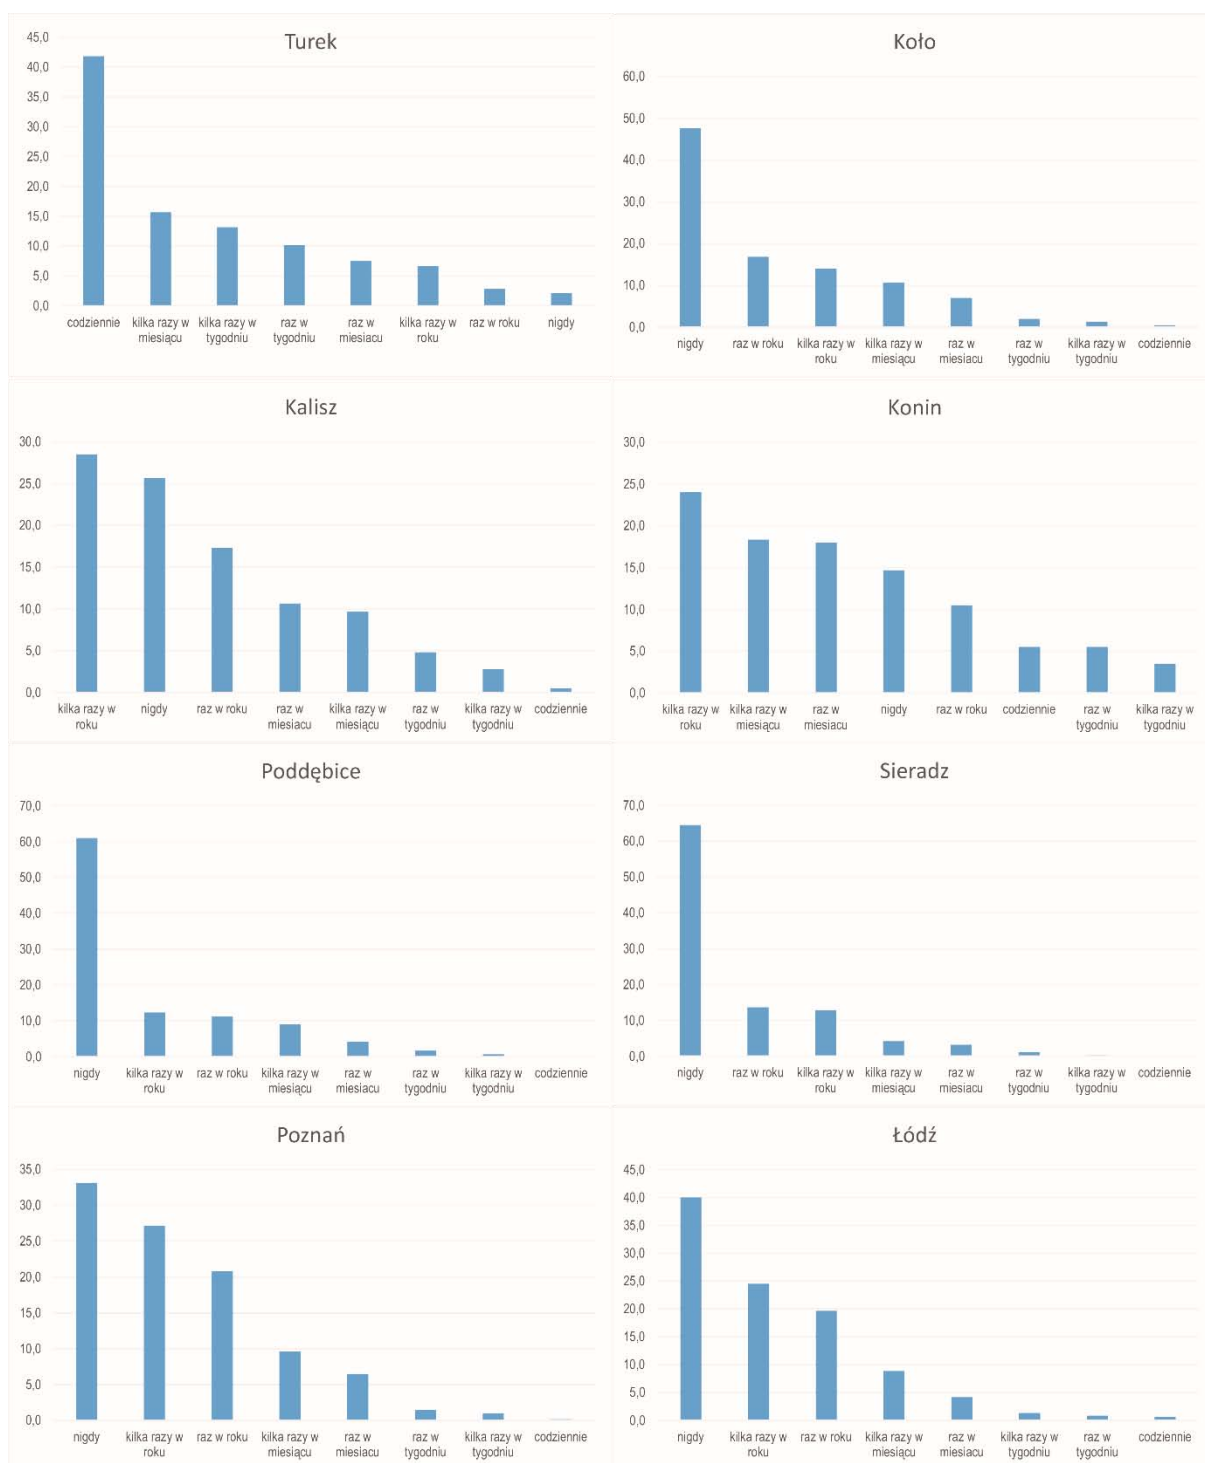 Turek
45,0
40,0
35,0
30,0
25,0
20,0
15,0
10,0
5,0
0,0
codziennie kilka razy w kilka razy w raz w raz w kilka razy w raz w roku nigdy
miesiącu tygodniu tygodniu miesiacu roku
Koło
60,0
50,0
40,0
30,0
20,0
10,0
0,0
nigdy raz w roku kilka razy w kilka razy w raz w raz w kilka razy w codziennie
roku miesiącu miesiacu tygodniu tygodniu
Kalisz
30,0
25,0
20,0
15,0
10,0
5,0
0,0
kilka razy w nigdy raz w roku raz w kilka razy w raz w kilka razy w codziennie
roku miesiacu miesiącu tygodniu tygodniu
Konin
30,0
25,0
20,0
15,0
10,0
5,0
0,0
kilka razy w kilka razy w raz w nigdy raz w roku codziennie raz w kilka razy w
roku miesiącu miesiacu tygodniu tygodniu
Poddębice
70,0
60,0
50,0
40,0
30,0
20,0
10,0
0,0
nigdy kilka razy w raz w roku kilka razy w raz w raz w kilka razy w codziennie
roku miesiącu miesiacu tygodniu tygodniu
Sieradz
70,0
60,0
50,0
40,0
30,0
20,0
10,0
0,0
nigdy raz w roku kilka razy w kilka razy w raz w raz w kilka razy w codziennie
roku miesiącu miesiacu tygodniu tygodniu
Poznań
35,0
30,0
25,0
20,0
15,0
10,0
5,0
0,0
nigdy kilka razy w raz w roku kilka razy w raz w raz w kilka razy w codziennie
roku miesiącu miesiacu tygodniu tygodniu
Łódź
45,0
40,0
35,0
30,0
25,0
20,0
15,0
10,0
5,0
0,0
nigdy kilka razy w raz w roku kilka razy w raz w kilka razy w raz w codziennie
roku miesiącu miesiacu tygodniu tygodniu